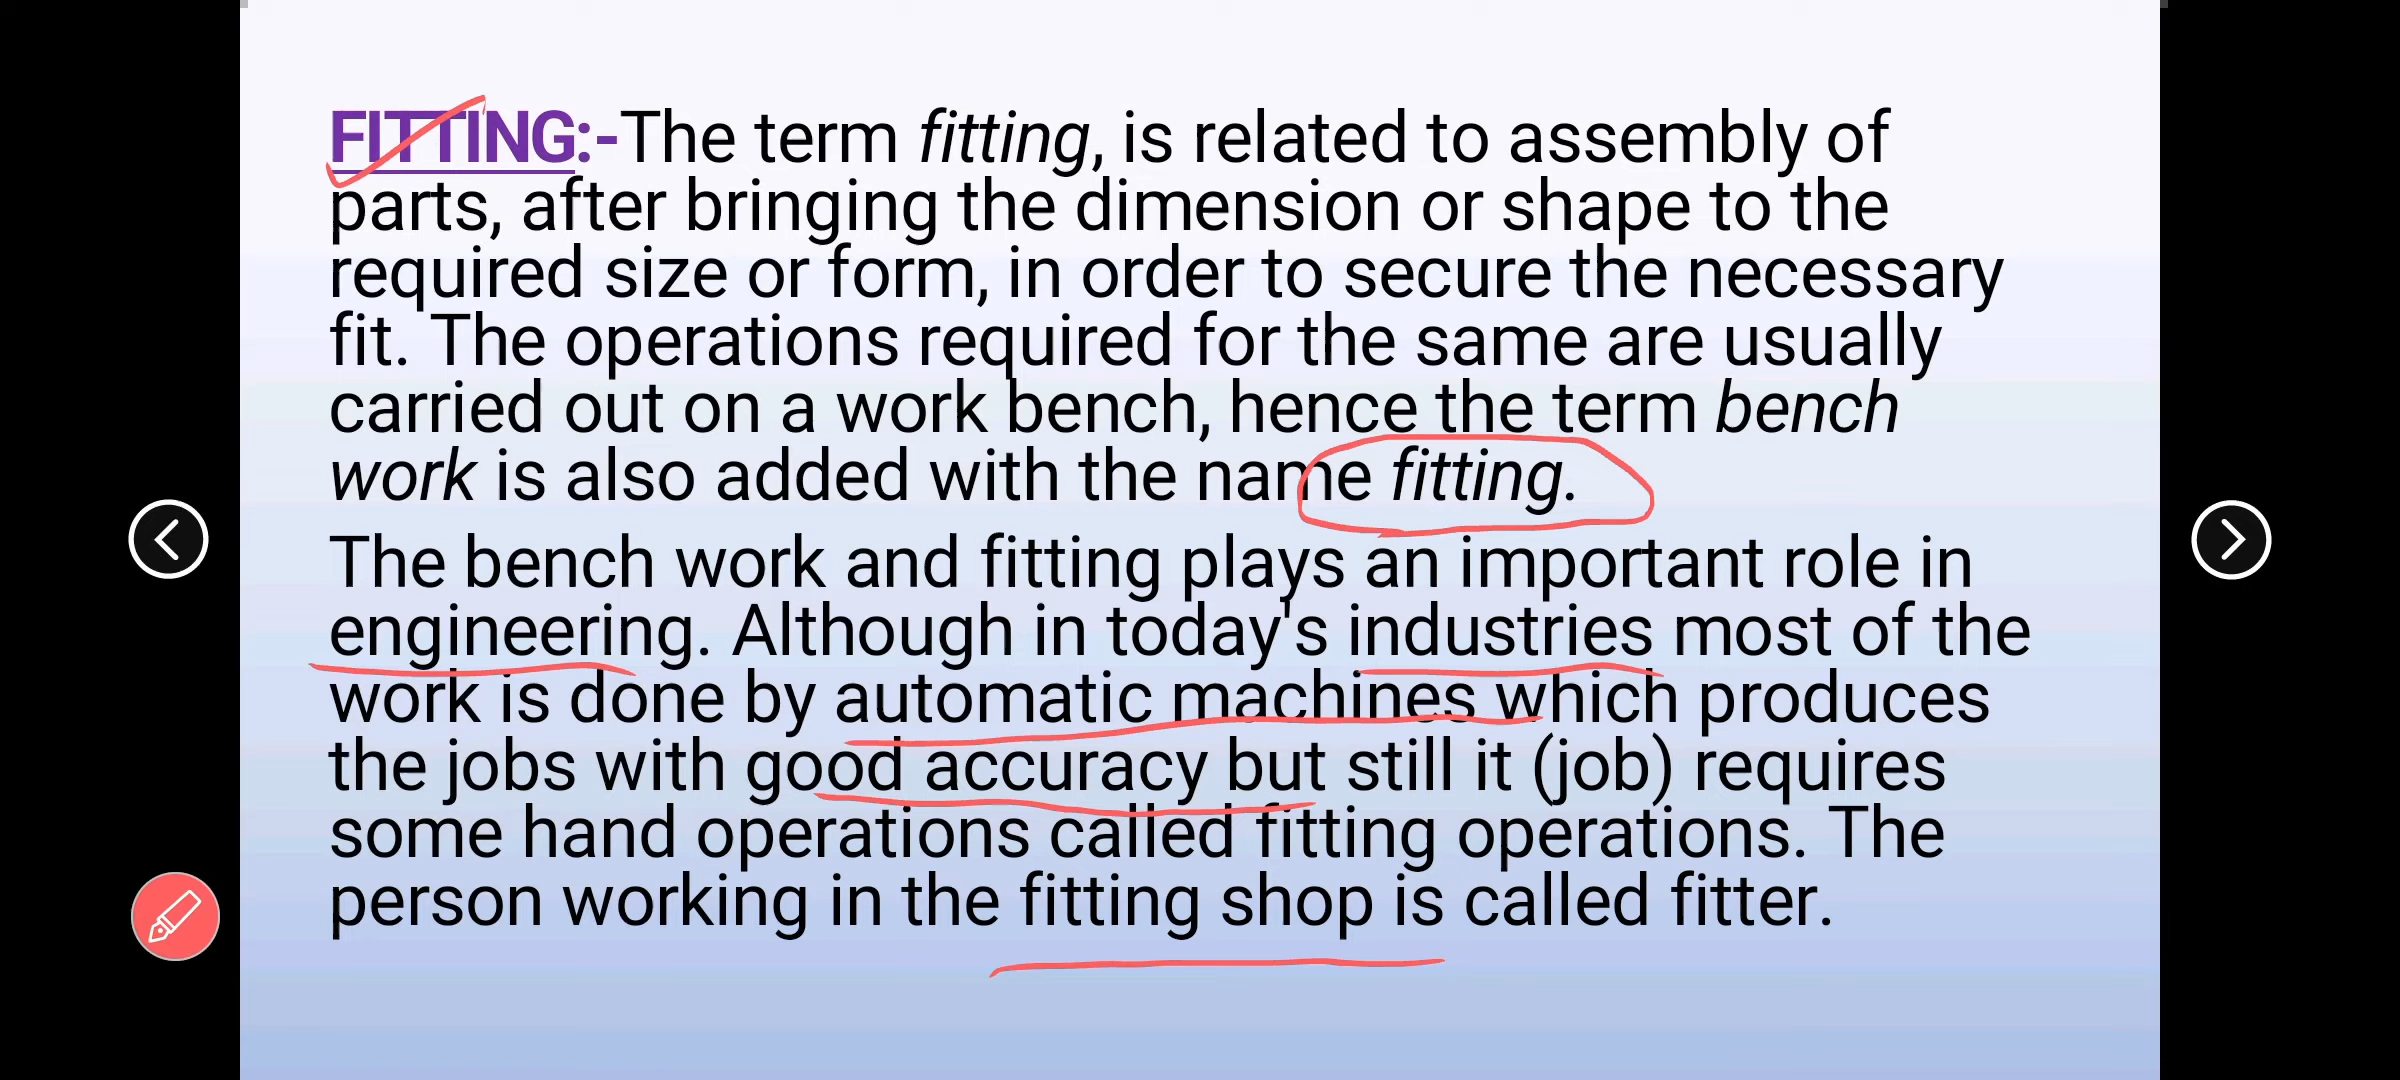 FITTING:-The term fitting, is related to assembly of
parts, after bringing the dimension or shape to the
required size or form, in order to secure the necessary
fit. The operations required for the same are usually
carried out on a work bench, hence the term bench
work is also added with the name fitting.
The bench work and fitting plays an important role in
engineering. Although in today's industries most of the
work is done by automatic machines which produces
the jobs with good accuracy but still it (job) requires
some hand operations called fitting operations. The
person working in the fitting shop is called fitter.